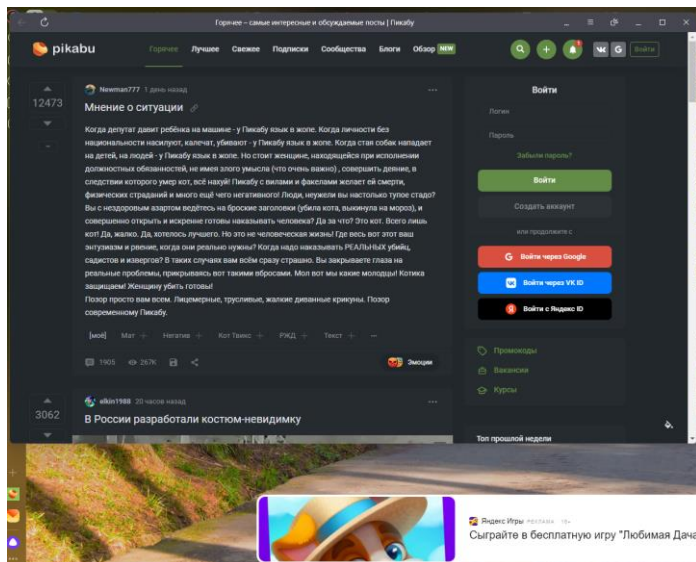 Горячее – самые интересные и обсуждаемые посты | Пикабу
pikabu
Горячее Лучшее Свежее Подписки Сообщества Блоги Обзор NEW
Войти
12473
Newman777 1 день назад
Мнение о ситуации
Когда депутат давит ребёнка на машине - у Пикабу язык в жопе. Когда личности без
национальности насилуют, калечат, убивают - у Пикабу язык в жопе. Когда стая собак нападает
на детей, на людей - у Пикабу язык в жопе. Но стоит женщине, находящейся при исполнении
должностных обязанностей, не имея злого умысла (что очень важно) , совершить деяние, в
следствии которого умер кот, всё нахуй! Пикабу с вилами и факелами желает ей смерти,
физических страданий и много ещё чего негативного! Люди, неужели вы настолько тупое стадо?
Вы с нездоровым азартом ведётесь на броские заголовки (убила кота, выкинула на мороз), и
совершенно открыто и искренне готовы наказывать человека? Да за что? Это кот. Всего лишь
кот! Да, жалко. Да, хотелось бы. Но это не человеческая жизнь! Где весь вот этот ваш
энтузиазм и рвение, когда они реально нужны? Когда надо наказывать РЕАЛЬНЫХ убийц,
садистов и извергов? В таких случаях вам всём сразу страшно. Вы закрываете глаза на
реальные проблемы, прикрываясь вот такими вбросами. Мол вот мы какие молодцы! Котика
защищаем! Женщину убить готовы!
Позор просто вам всем. Лицемерные, трусливые, жалкие диванные крикуны. Позор
современному Пикабу.
[моё] Мат + Негатив + Кот Твикс + РЖД + Текст +
1905 267K
Эмоции
3062
elkin1988 20 часов назад
В России разработали костюм-невидимку
Войти
Логин
Пароль
Забыли пароль?
Войти
Создать аккаунт
или продолжите с
Войти через Google
Войти через VK ID
Войти с Яндекс ID
Промокоды
Вакансии
Курсы
Топ прошлой недели
Яндекс Игры РЕКЛАМА
Сыграйте в бесплатную игру "Любимая Дача